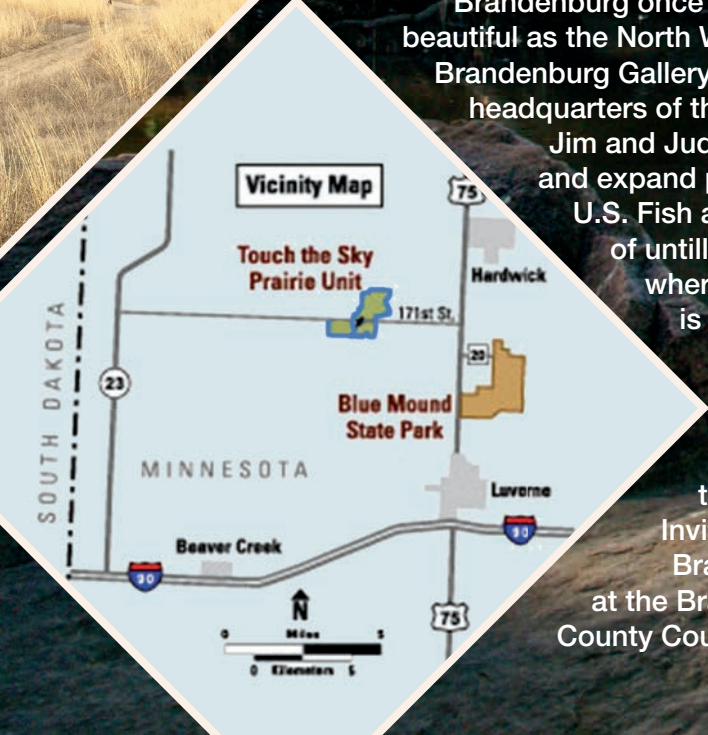 Brandenburg once
beautiful as the North W
Brandenburg Gallery
headquarters of th
Jim and Jud
and expand p
U.S. Fish a
of untill
wher
is
t
Invi
Bra
at the Bra
County Cou
Vicinity Map
75
Touch the Sky
Prairie Unit
Hardwick
171st St.
20
23
SOUTH DAKOTA
Blue Mound
State Park
MINNESOTA
Luverne
Beaver Creek
90
90
N
75
0 Miles 5
0 Kilometers 5